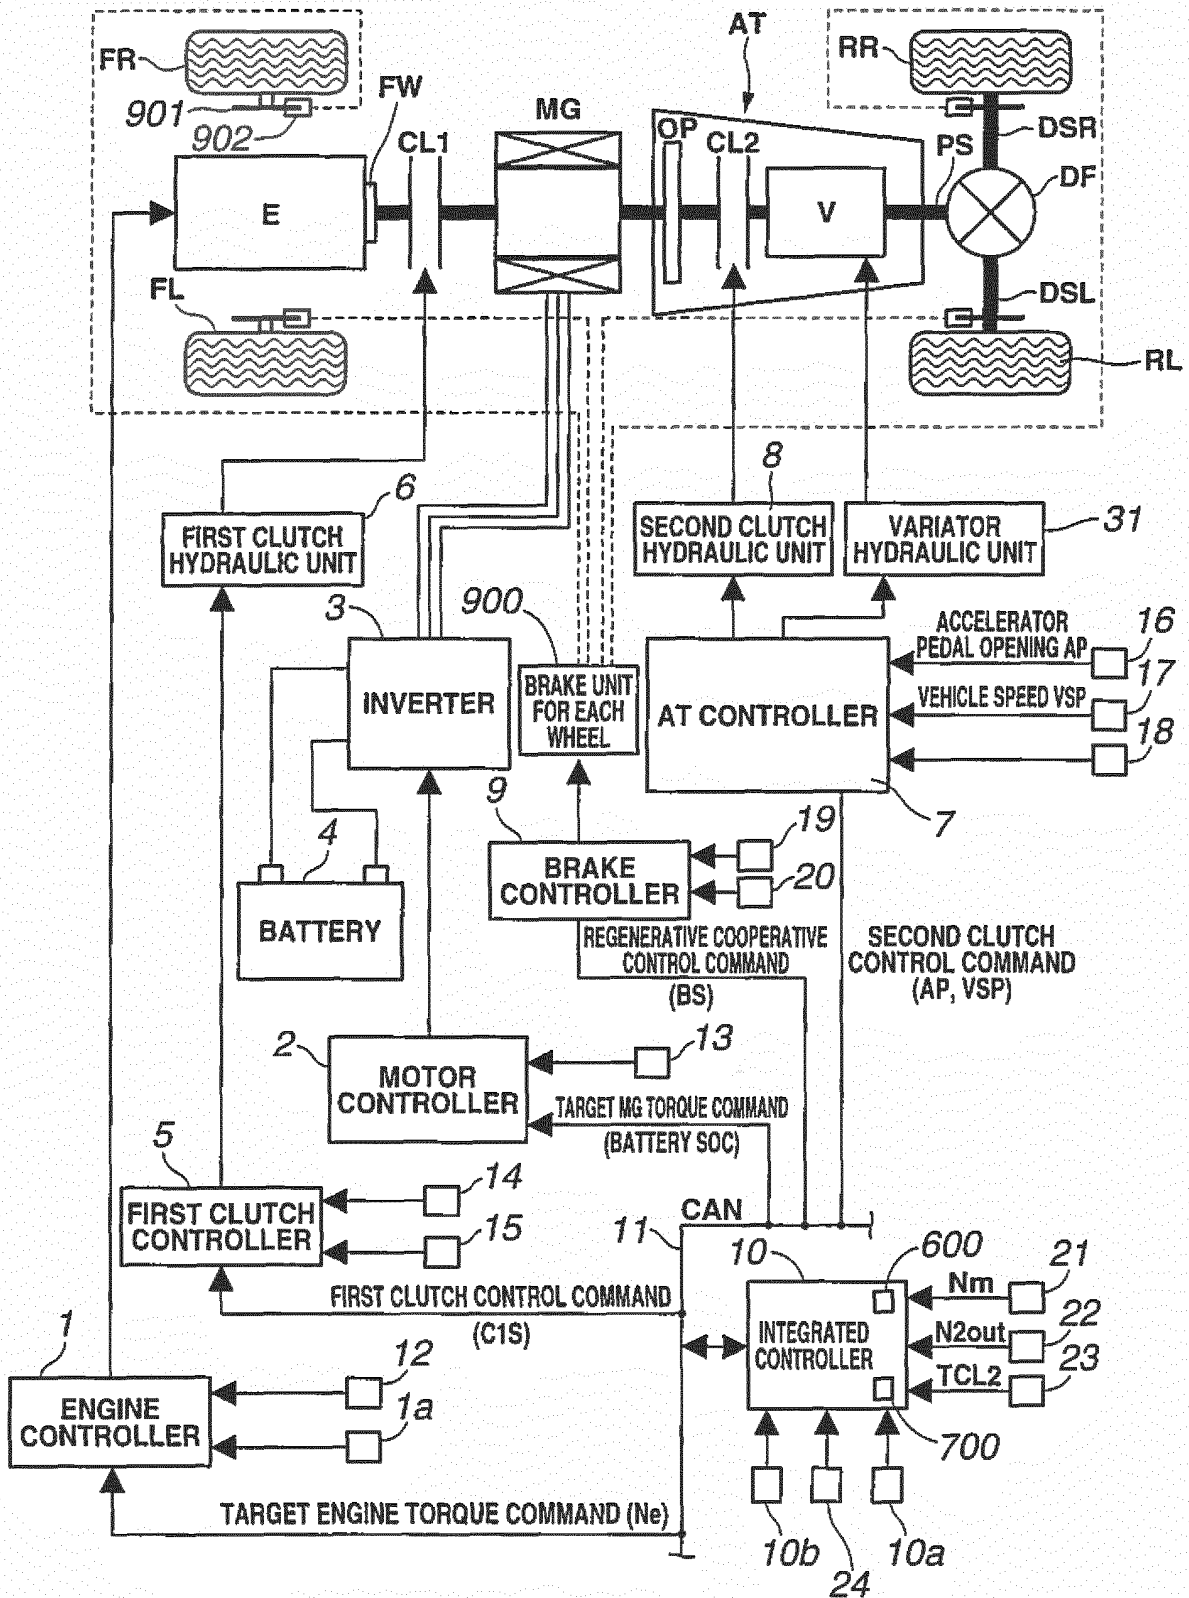 AT
FR
RR
901
902
FW
MG
CL1
OP
CL2
PS
DSR
DF
E
V
FL
DSL
RL
8
6
FIRST CLUTCH
HYDRAULIC UNIT
SECOND CLUTCH
HYDRAULIC UNIT
VARIATOR
HYDRAULIC UNIT
31
3
900
ACCELERATOR
PEDAL OPENING AP
16
INVERTER
BRAKE UNIT
FOR EACH
WHEEL
AT CONTROLLER
VEHICLE SPEED VSP
17
18
7
9
19
4
BRAKE
CONTROLLER
20
BATTERY
REGENERATIVE COOPERATIVE
CONTROL COMMAND
(BS)
SECOND CLUTCH
CONTROL COMMAND
(AP, VSP)
2
MOTOR
CONTROLLER
13
TARGET MG TORQUE COMMAND
(BATTERY SOC)
5
14
FIRST CLUTCH
CONTROLLER
15
CAN
11
10
600
21
FIRST CLUTCH CONTROL COMMAND
(C1S)
Nm
INTEGRATED
CONTROLLER
N2out
22
TCL2
23
1
12
ENGINE
CONTROLLER
1a
700
TARGET ENGINE TORQUE COMMAND (Ne)
10b
24
10a